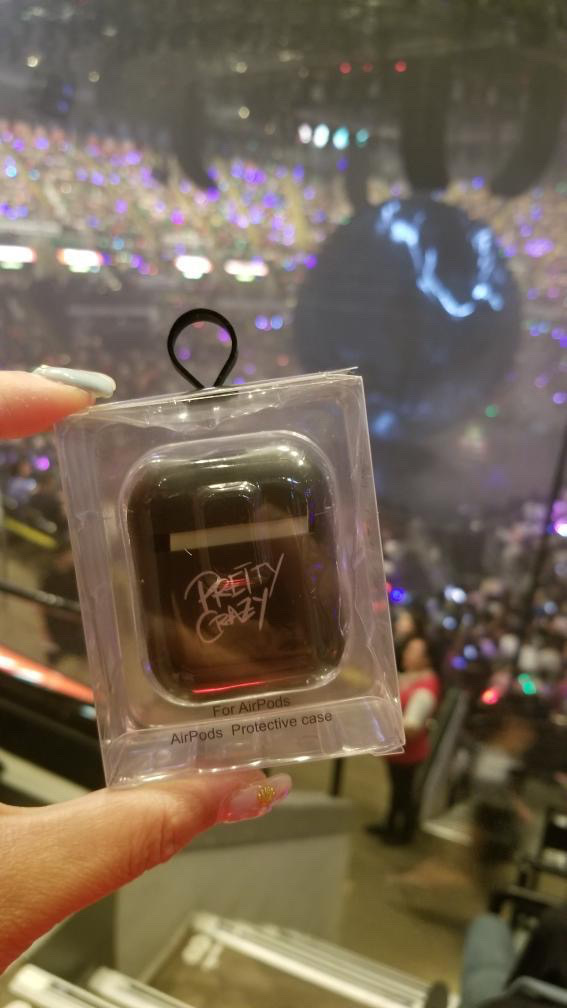 PRETTY
CRAZY
For AirPods
AirPods Protective case